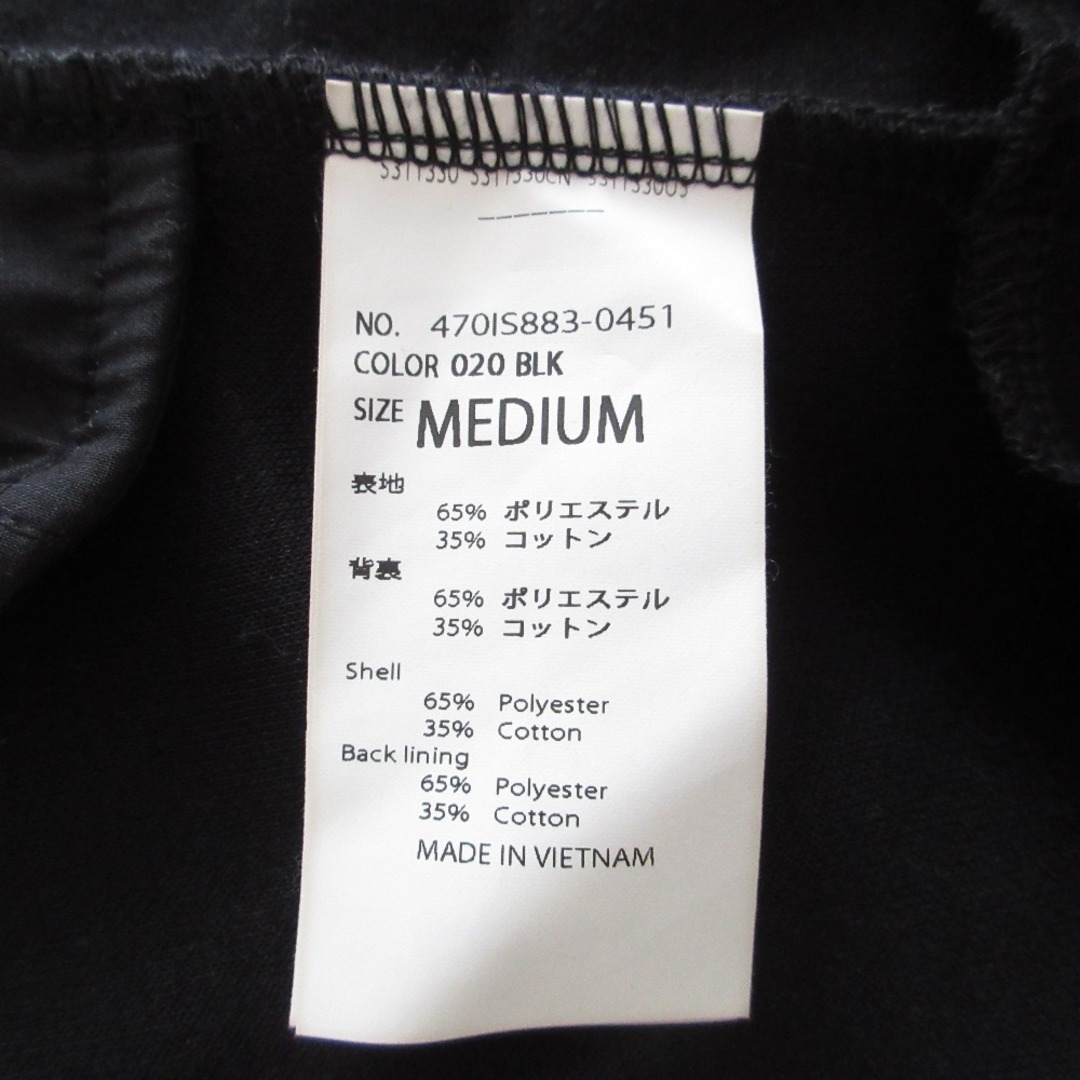 NO. 470IS883-0451
COLOR 020 BLK
SIZE MEDIUM
表地
65% ポリエステル
35% コットン
背裏
65% ポリエステル
35% コットン
Shell
65% Polyester
35% Cotton
Back lining
65% Polyester
35% Cotton
MADE IN VIETNAM